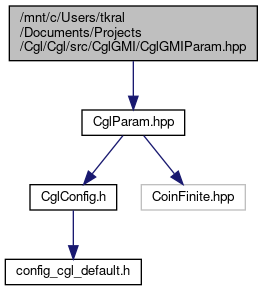 /mnt/c/Users/tkral
/Documents/Projects
/Cgl/Cgl/src/CglGMI/CglGMIParam.hpp
CglParam.hpp
CglConfig.h
CoinFinite.hpp
config_cgl_default.h